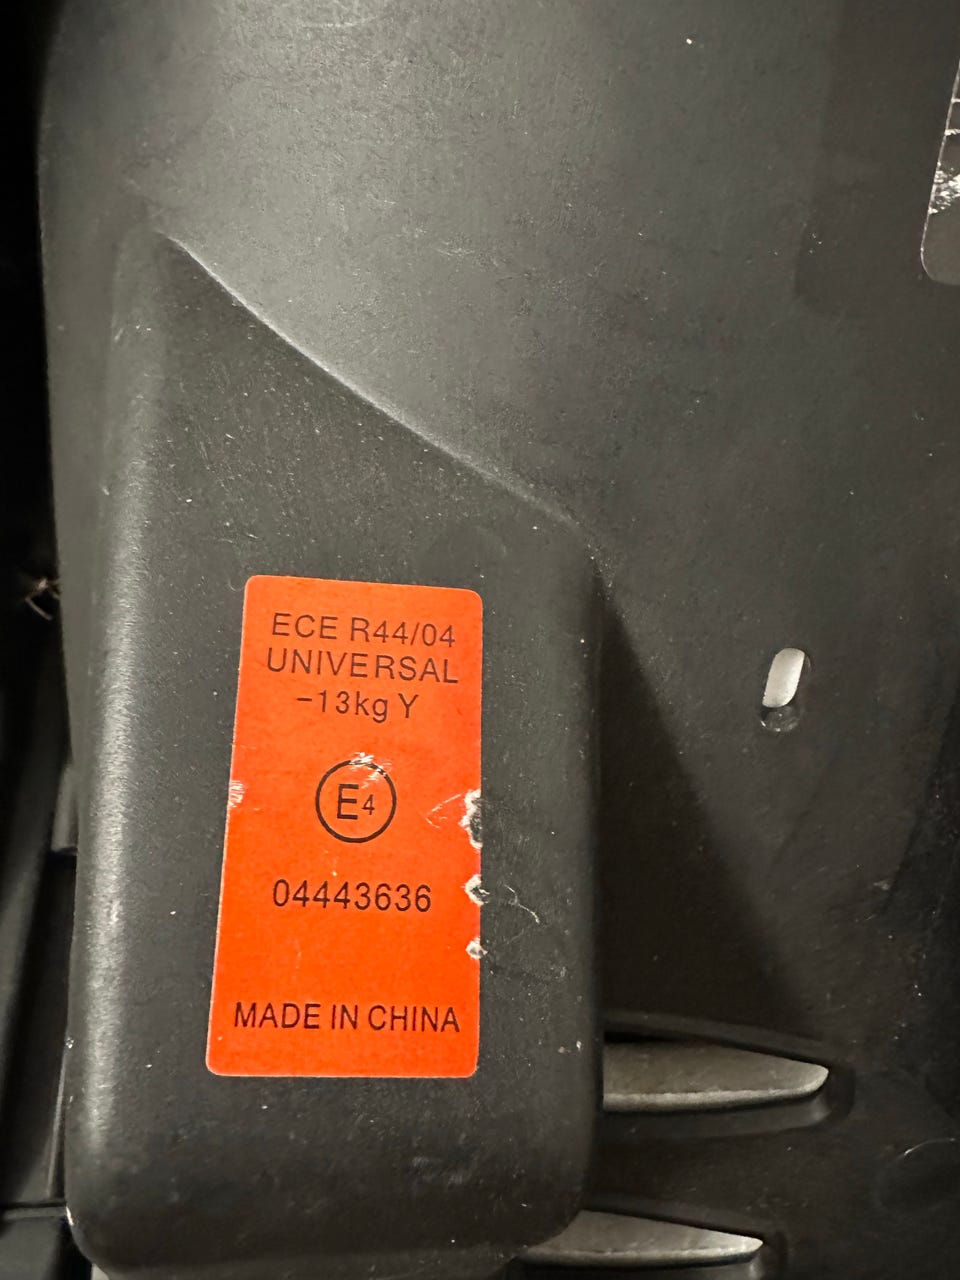 ECE R44/04
UNIVERSAL
-13kg Y
E4
04443636
MADE IN CHINA